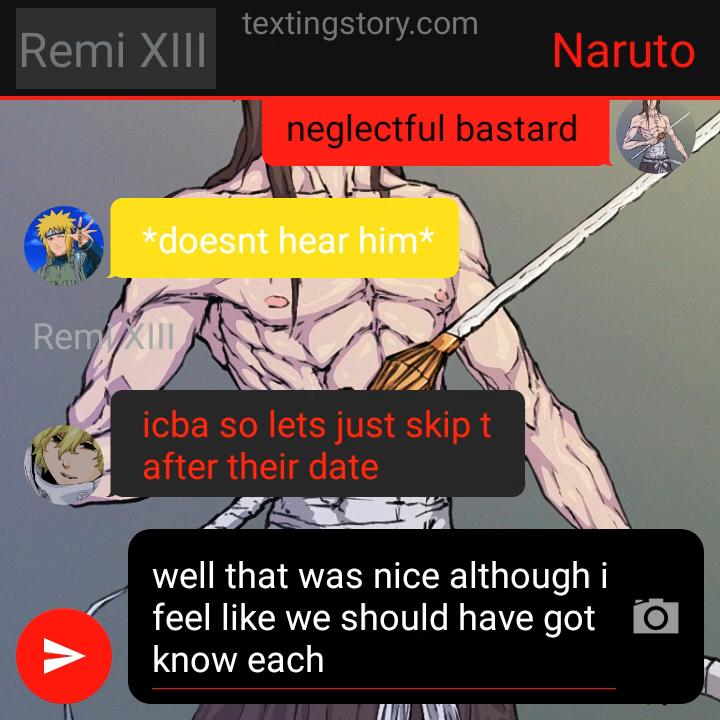 textingstory.com
Remi XIII
Naruto
neglectful bastard
*doesnt hear him*
Remi XIII
icba so lets just skip t
after their date
well that was nice although i
feel like we should have got
know each